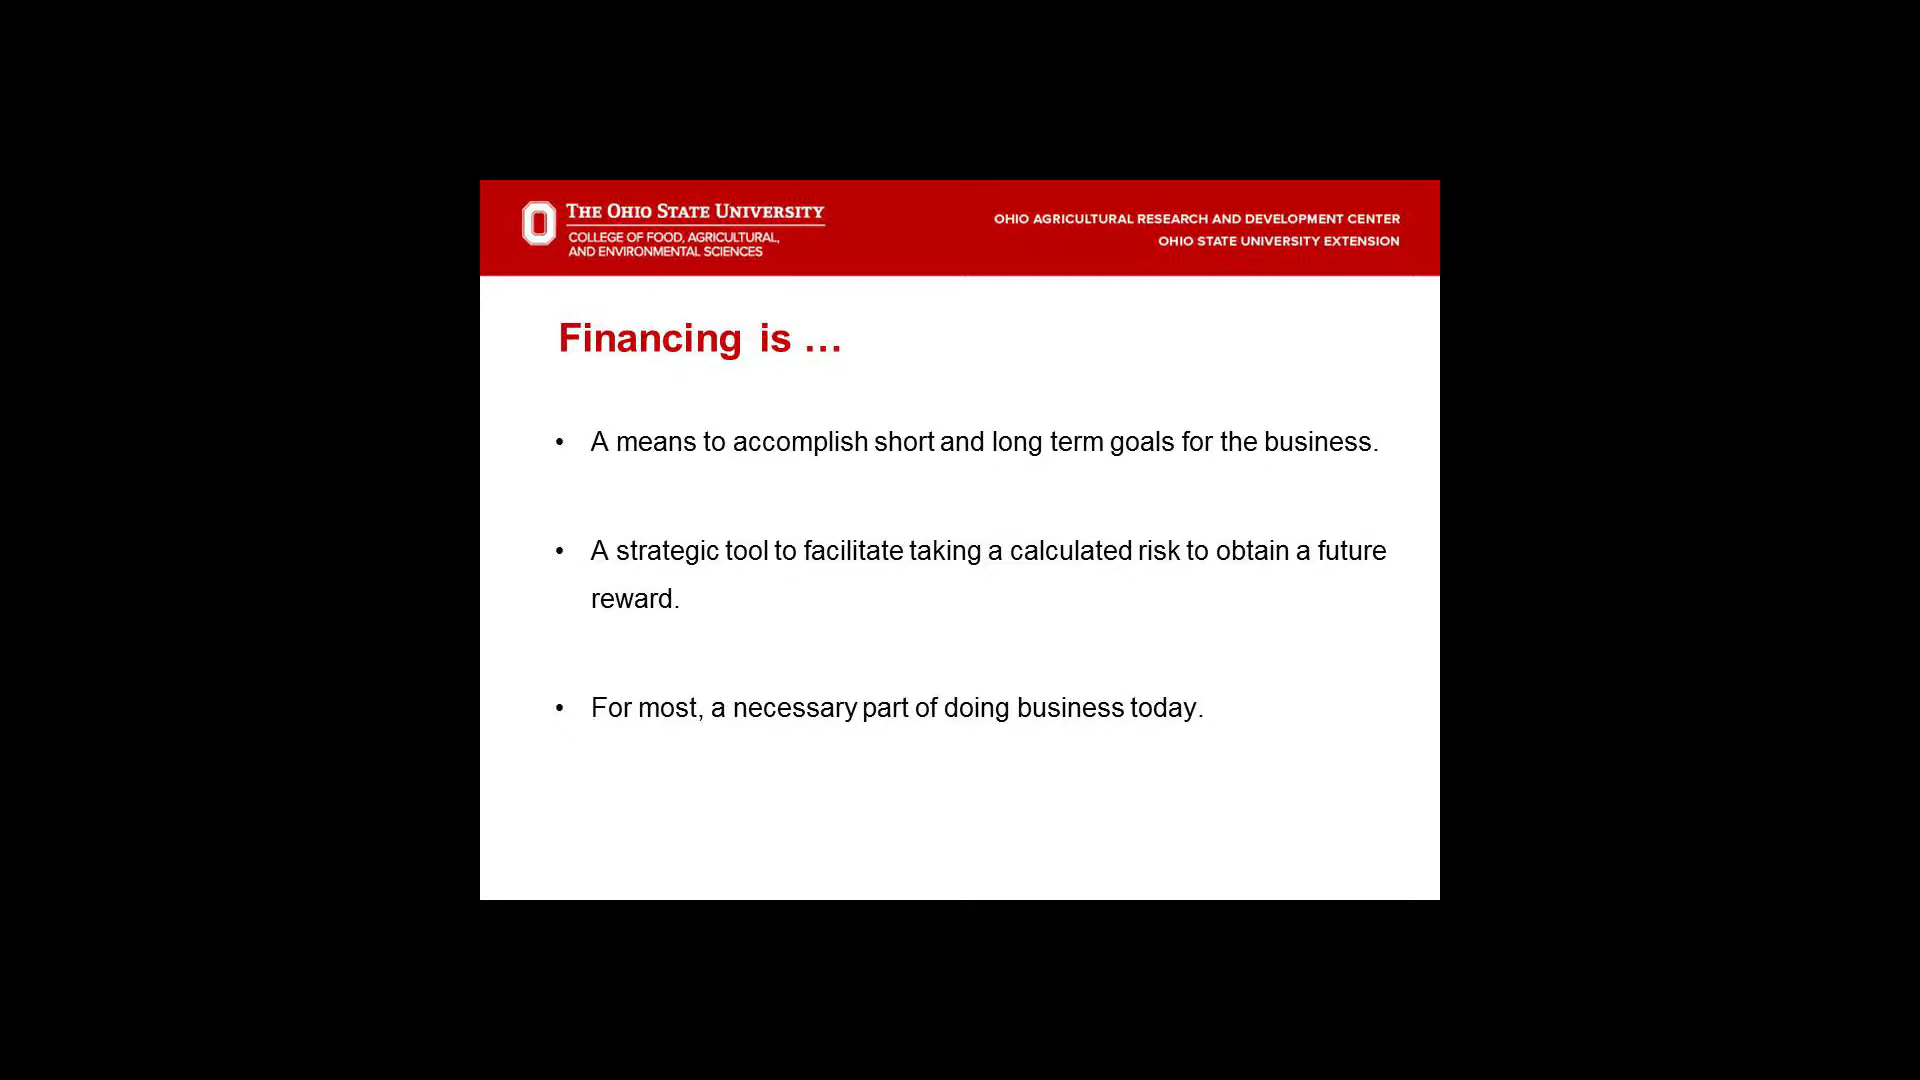 THE OHIO STATE UNIVERSITY
COLLEGE OF FOOD, AGRICULTURAL,
AND ENVIRONMENTAL SCIENCES
OHIO AGRICULTURAL RESEARCH AND DEVELOPMENT CENTER
OHIO STATE UNIVERSITY EXTENSION
Financing is …
• A means to accomplish short and long term goals for the business.
• A strategic tool to facilitate taking a calculated risk to obtain a future
reward.
• For most, a necessary part of doing business today.